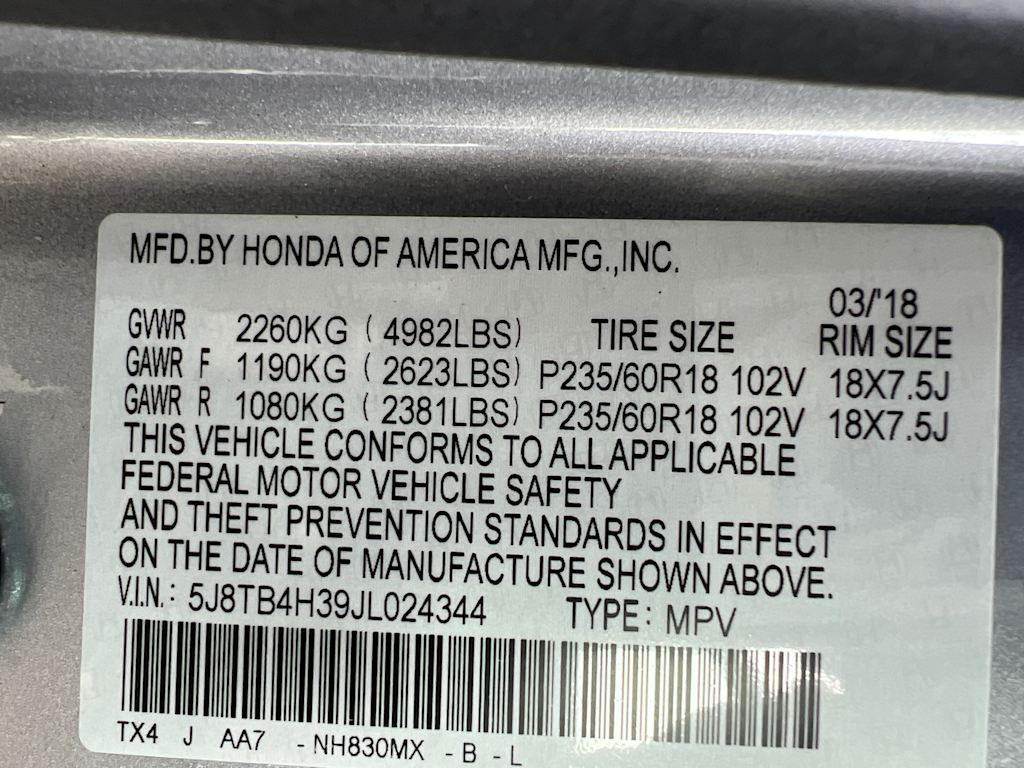 MFD.BY HONDA OF AMERICA MFG.,INC.
03/'18
GVWR 2260KG ( 4982LBS) TIRE SIZE RIM SIZE
GAWR F 1190KG ( 2623LBS) P235/60R18 102V 18X7.5J
GAWR R 1080KG ( 2381LBS) P235/60R18 102V 18X7.5J
THIS VEHICLE CONFORMS TO ALL APPLICABLE
FEDERAL MOTOR VEHICLE SAFETY
AND THEFT PREVENTION STANDARDS IN EFFECT
ON THE DATE OF MANUFACTURE SHOWN ABOVE.
V.I.N.: 5J8TB4H39JL024344 TYPE: MPV
TX4 J AA7 -NH830MX -B -L